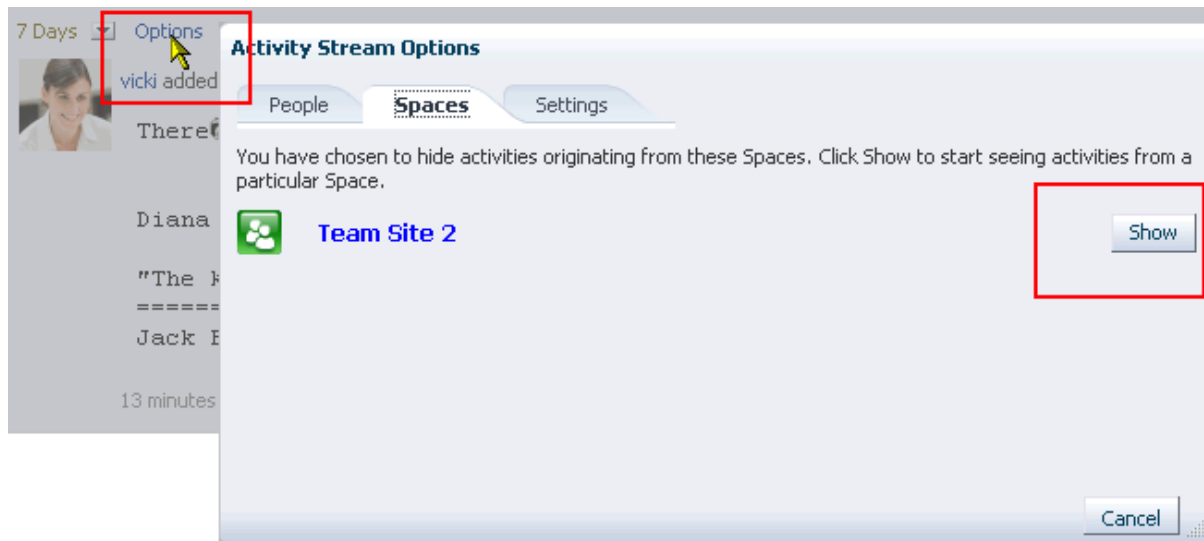 7 Days Options
Activity Stream Options
vicki added
People Spaces Settings
There
You have chosen to hide activities originating from these Spaces. Click Show to start seeing activities from a
particular Space.
Diana
Team Site 2
Show
"The
======
Jack
13 minutes
Cancel